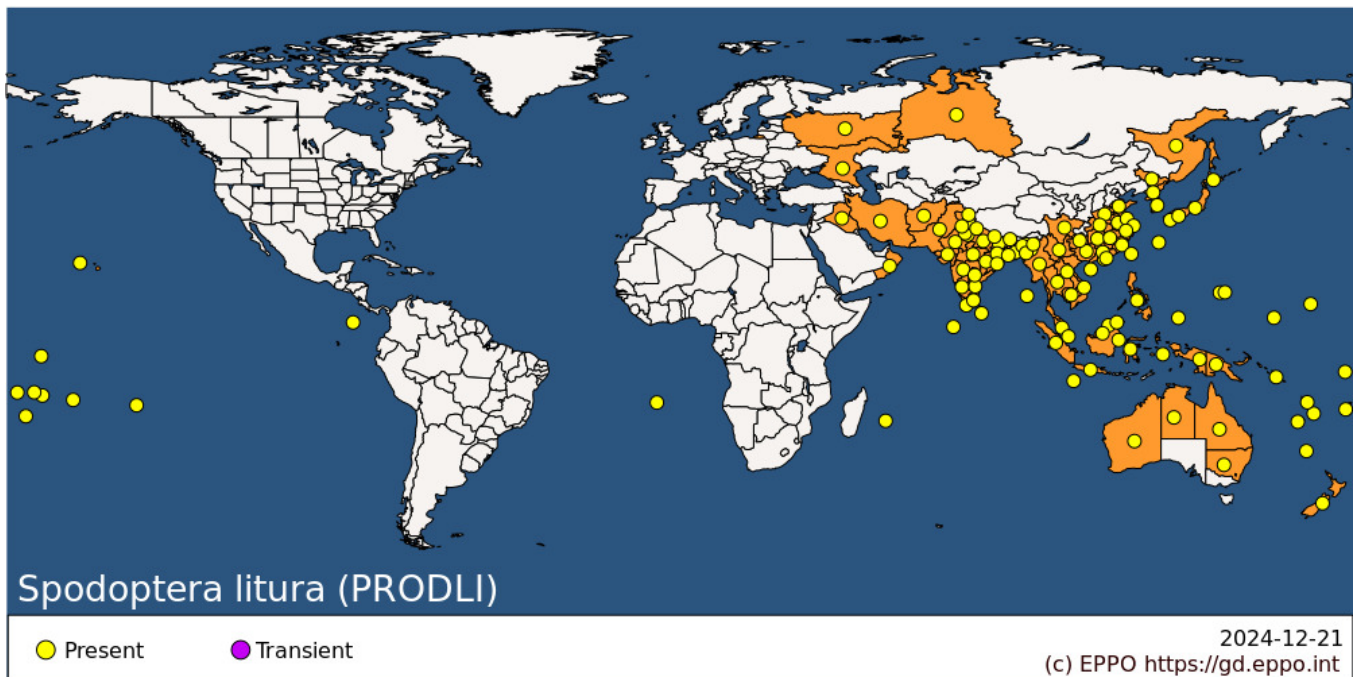 Spodoptera litura (PRODLI)
Present
Transient
2024-12-21
(c) EPPO https://gd.eppo.int